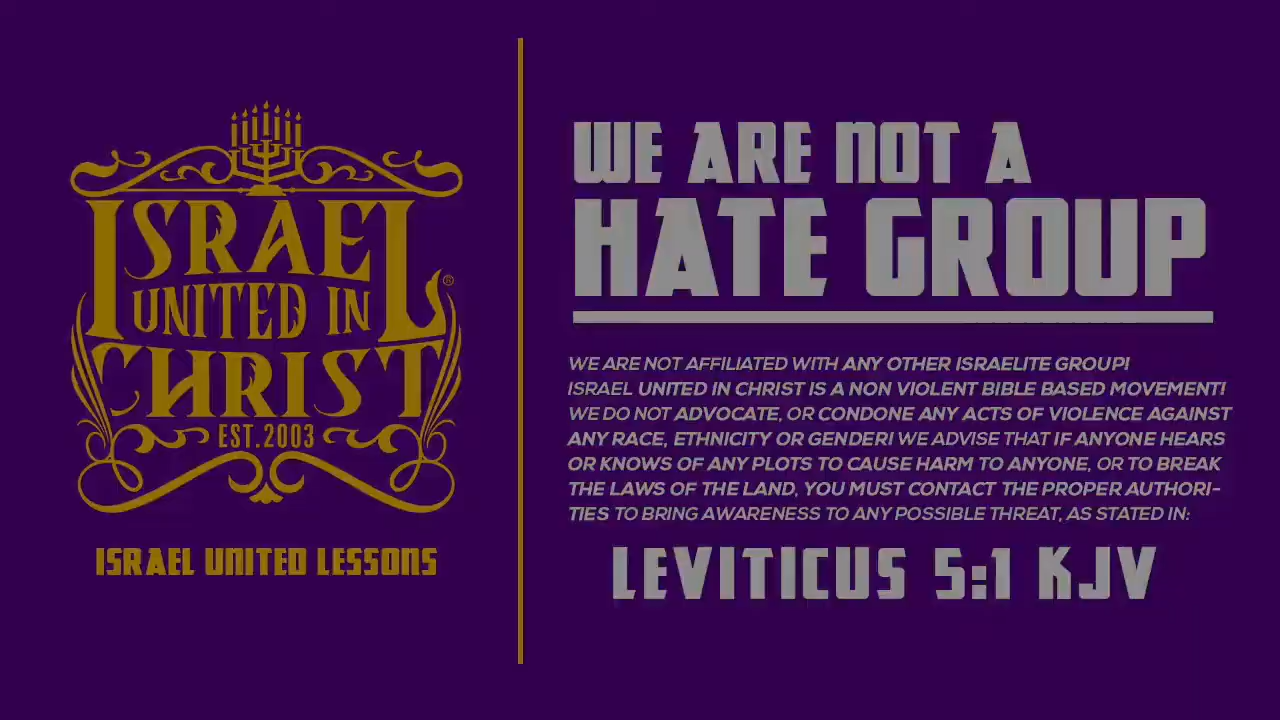 ISRAEL
UNITED IN
CHRIST
EST.2003
ISRAEL UNITED LESSONS
WE ARE NOT A
HATE GROUP
WE ARE NOT AFFILIATED WITH ANY OTHER ISRAELITE GROUP!
ISRAEL UNITED IN CHRIST IS A NON VIOLENT BIBLE BASED MOVEMENT!
WE DO NOT ADVOCATE, OR CONDONE ANY ACTS OF VIOLENCE AGAINST
ANY RACE, ETHNICITY OR GENDER! WE ADVISE THAT IF ANYONE HEARS
OR KNOWS OF ANY PLOTS TO CAUSE HARM TO ANYONE, OR TO BREAK
THE LAWS OF THE LAND, YOU MUST CONTACT THE PROPER AUTHORI-
TIES TO BRING AWARENESS TO ANY POSSIBLE THREAT, AS STATED IN:
LEVITICUS 5:1 KJV